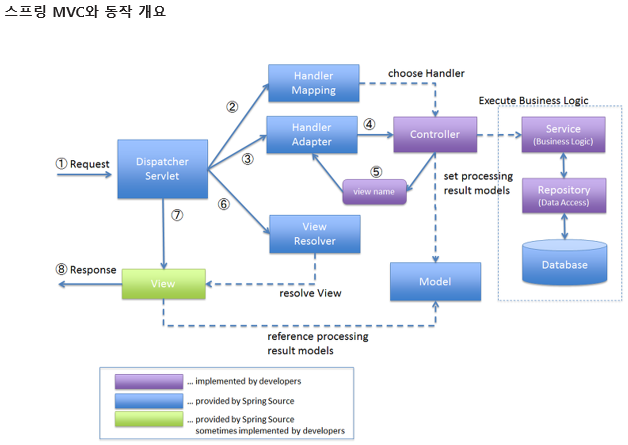 스프링 MVC와 동작 개요
Handler
Mapping
choose Handler
②
Execute Business Logic
Handler
Adapter
④
Controller
Service
(Business Logic)
① Request
Dispatcher
Servlet
③
⑤
view name
set processing
result models
Repository
(Data Access)
⑥
⑦
View
Resolver
Database
⑧ Response
View
resolve View
Model
reference processing
result models
... implemented by developers
... provided by Spring Source
... provided by Spring Source
sometimes implemented by developers